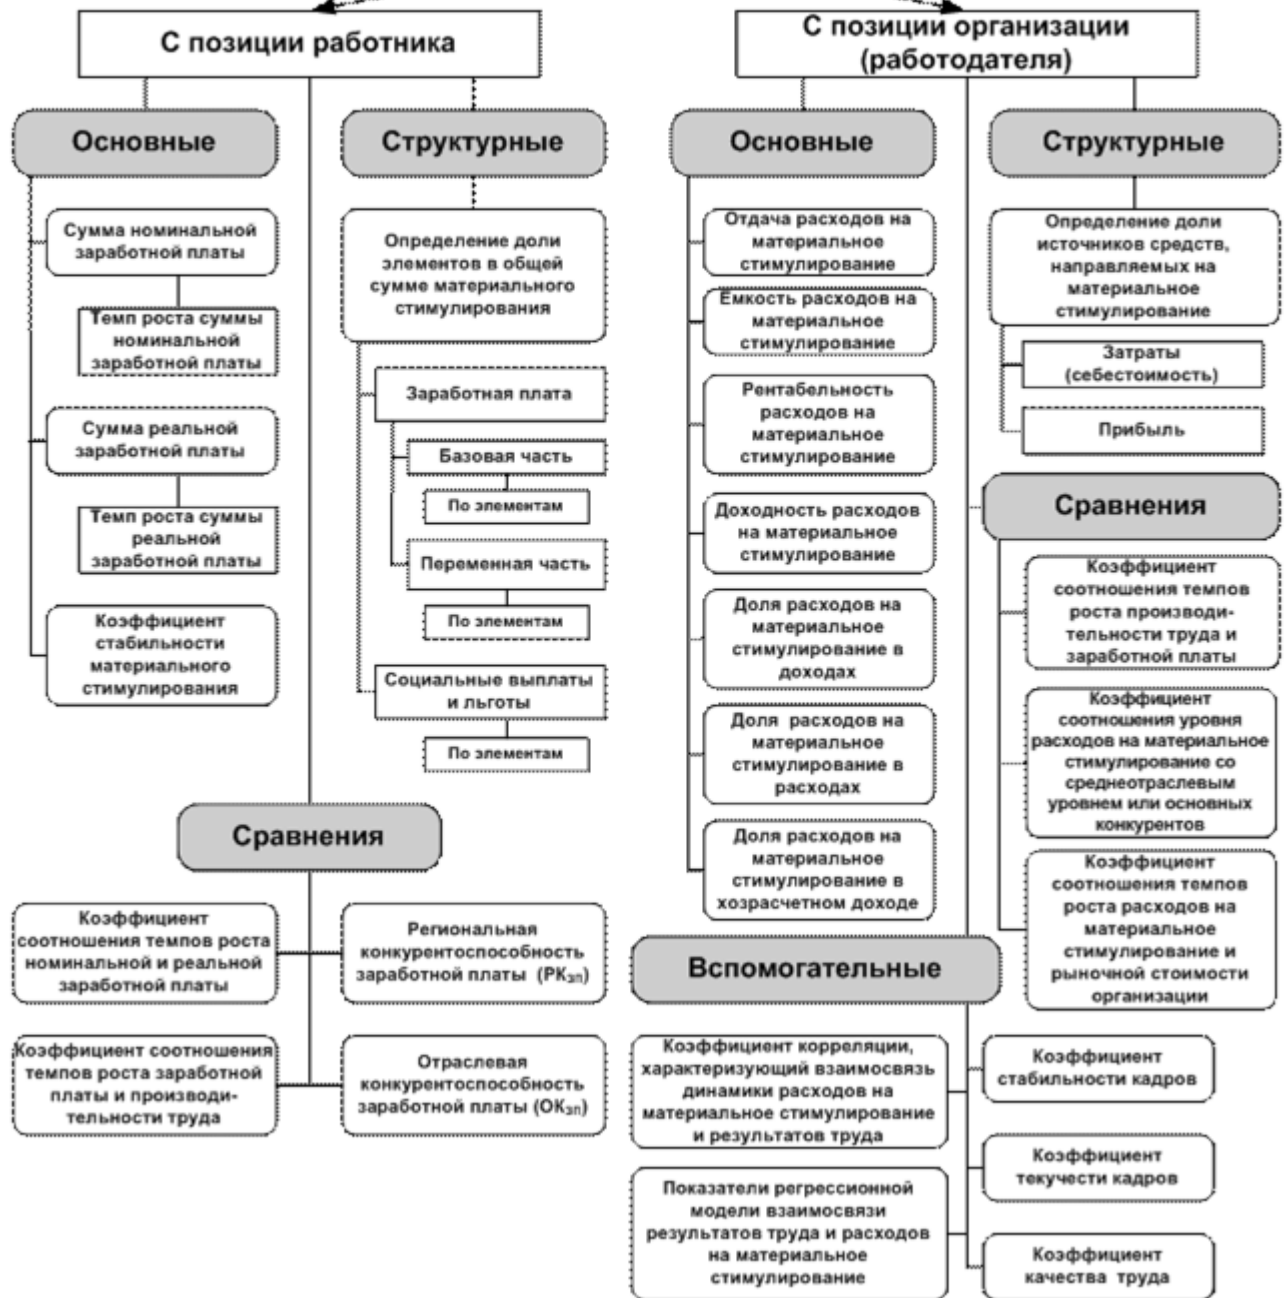 С позиции работника
Основные
Сумма номинальной
заработной платы
Темп роста суммы
номинальной
заработной платы
Сумма реальной
заработной платы
Темп роста суммы
реальной
заработной платы
Коэффициент
стабильности
материального
стимулирования
Структурные
Определение доли
элементов в общей
сумме материального
стимулирования
Заработная плата
Базовая часть
По элементам
Переменная часть
По элементам
Социальные выплаты
и льготы
По элементам
Сравнения
Коэффициент
соотношения темпов роста
номинальной и реальной
заработной платы
Региональная
конкурентоспособность
заработной платы (РКзп)
Коэффициент соотношения
темпов роста заработной
платы и производи-
тельности труда
Отраслевая
конкурентоспособность
заработной платы (ОКзп)
С позиции организации
(работодателя)
Основные
Отдача расходов на
материальное
стимулирование
Емкость расходов на
материальное
стимулирование
Рентабельность
расходов на
материальное
стимулирование
Доходность расходов
на материальное
стимулирование
Доля расходов на
материальное
стимулирование в
доходах
Доля расходов на
материальное
стимулирование в
расходах
Доля расходов на
материальное
стимулирование в
хозрасчетном доходе
Структурные
Определение доли
источников средств,
направляемых на
материальное
стимулирование
Затраты
(себестоимость)
Прибыль
Сравнения
Коэффициент
соотношения темпов
роста производи-
тельности труда и
заработной платы
Коэффициент
соотношения уровня
расходов на материальное
стимулирование со
среднеотраслевым
уровнем или основных
конкурентов
Коэффициент
соотношения темпов
роста расходов на
материальное
стимулирование и
рыночной стоимости
организации
Вспомогательные
Коэффициент корреляции,
характеризующий взаимосвязь
динамики расходов на
материальное стимулирование
и результатов труда
Показатели регрессионной
модели взаимосвязи
результатов труда и расходов
на материальное
стимулирование
Коэффициент
стабильности кадров
Коэффициент
текучести кадров
Коэффициент
качества труда